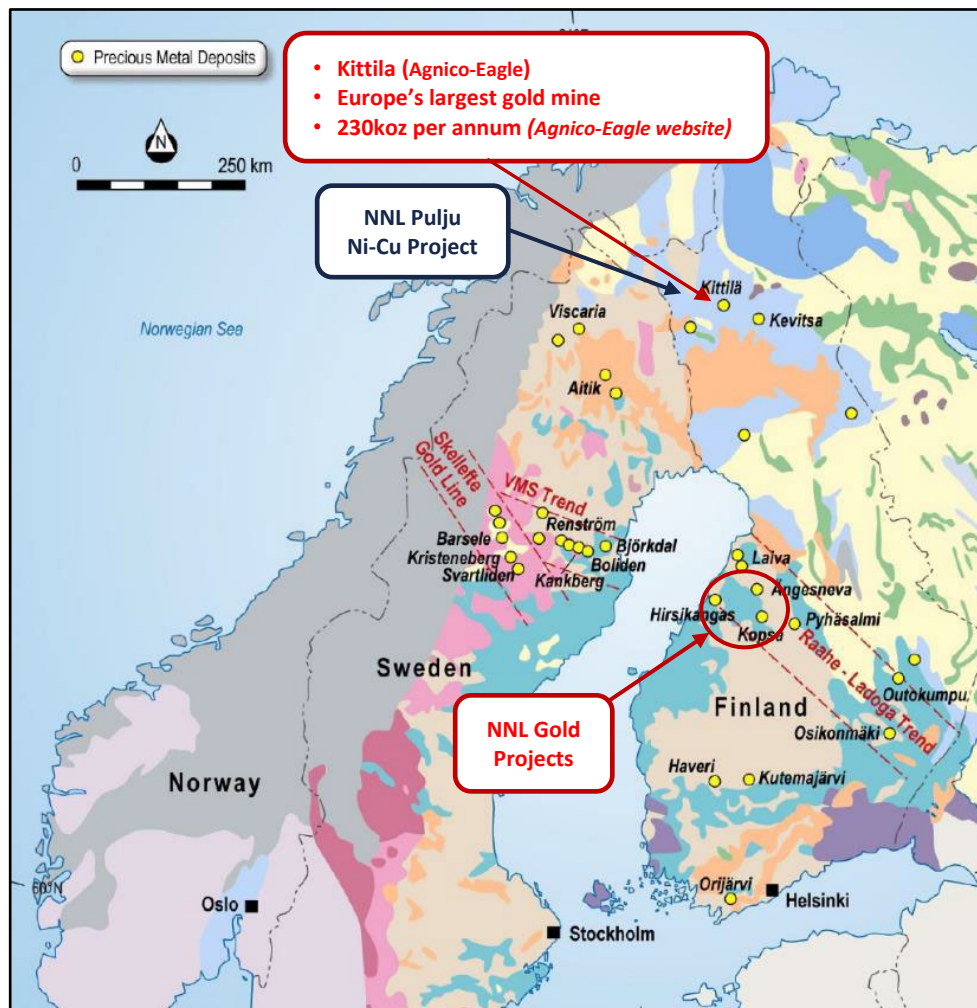 Precious Metal Deposits
N
0
250 km
• Kittila (Agnico-Eagle)
• Europe's largest gold mine
• 230koz per annum (Agnico-Eagle website)
NNL Pulju
Ni-Cu Project
Norwegian Sea
Kittilä
Kevitsa
Viscaria
Aitik
Skellefte
Gold Line
VMS Trend
Renström
Barsele
Björkdal
Kristeneberg
Boliden
Svartliden
Kankberg
Laiva
Ängesneva
Hirsikangas
Kopsa
Pyhäsalmi
Raahe - Ladoga Trend
Sweden
Outokumpu
NNL Gold
Projects
Finland
Osikonmäki
Norway
Haveri
Kutemajärvi
60°N
Oslo
Orijärvi
Helsinki
Stockholm